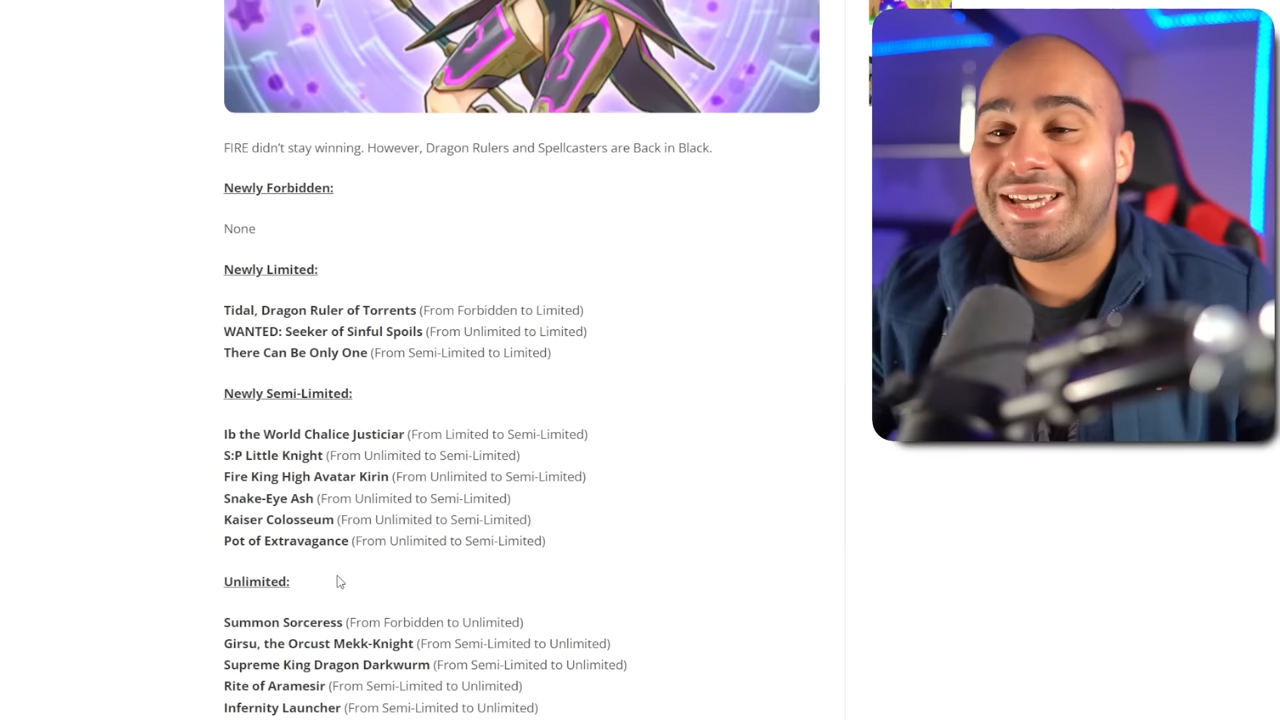 FIRE didn’t stay winning. However, Dragon Rulers and Spellcasters are Back in Black.
Newly Forbidden:
None
Newly Limited:
Tidal, Dragon Ruler of Torrents (From Forbidden to Limited)
WANTED: Seeker of Sinful Spoils (From Unlimited to Limited)
There Can Be Only One (From Semi-Limited to Limited)
Newly Semi-Limited:
Ib the World Chalice Justiciar (From Limited to Semi-Limited)
S:P Little Knight (From Unlimited to Semi-Limited)
Fire King High Avatar Kirin (From Unlimited to Semi-Limited)
Snake-Eye Ash (From Unlimited to Semi-Limited)
Kaiser Colosseum (From Unlimited to Semi-Limited)
Pot of Extravagance (From Unlimited to Semi-Limited)
Unlimited:
Summon Sorceress (From Forbidden to Unlimited)
Girsu, the Orcust Mekk-Knight (From Semi-Limited to Unlimited)
Supreme King Dragon Darkwurm (From Semi-Limited to Unlimited)
Rite of Aramesir (From Semi-Limited to Unlimited)
Infernity Launcher (From Semi-Limited to Unlimited)